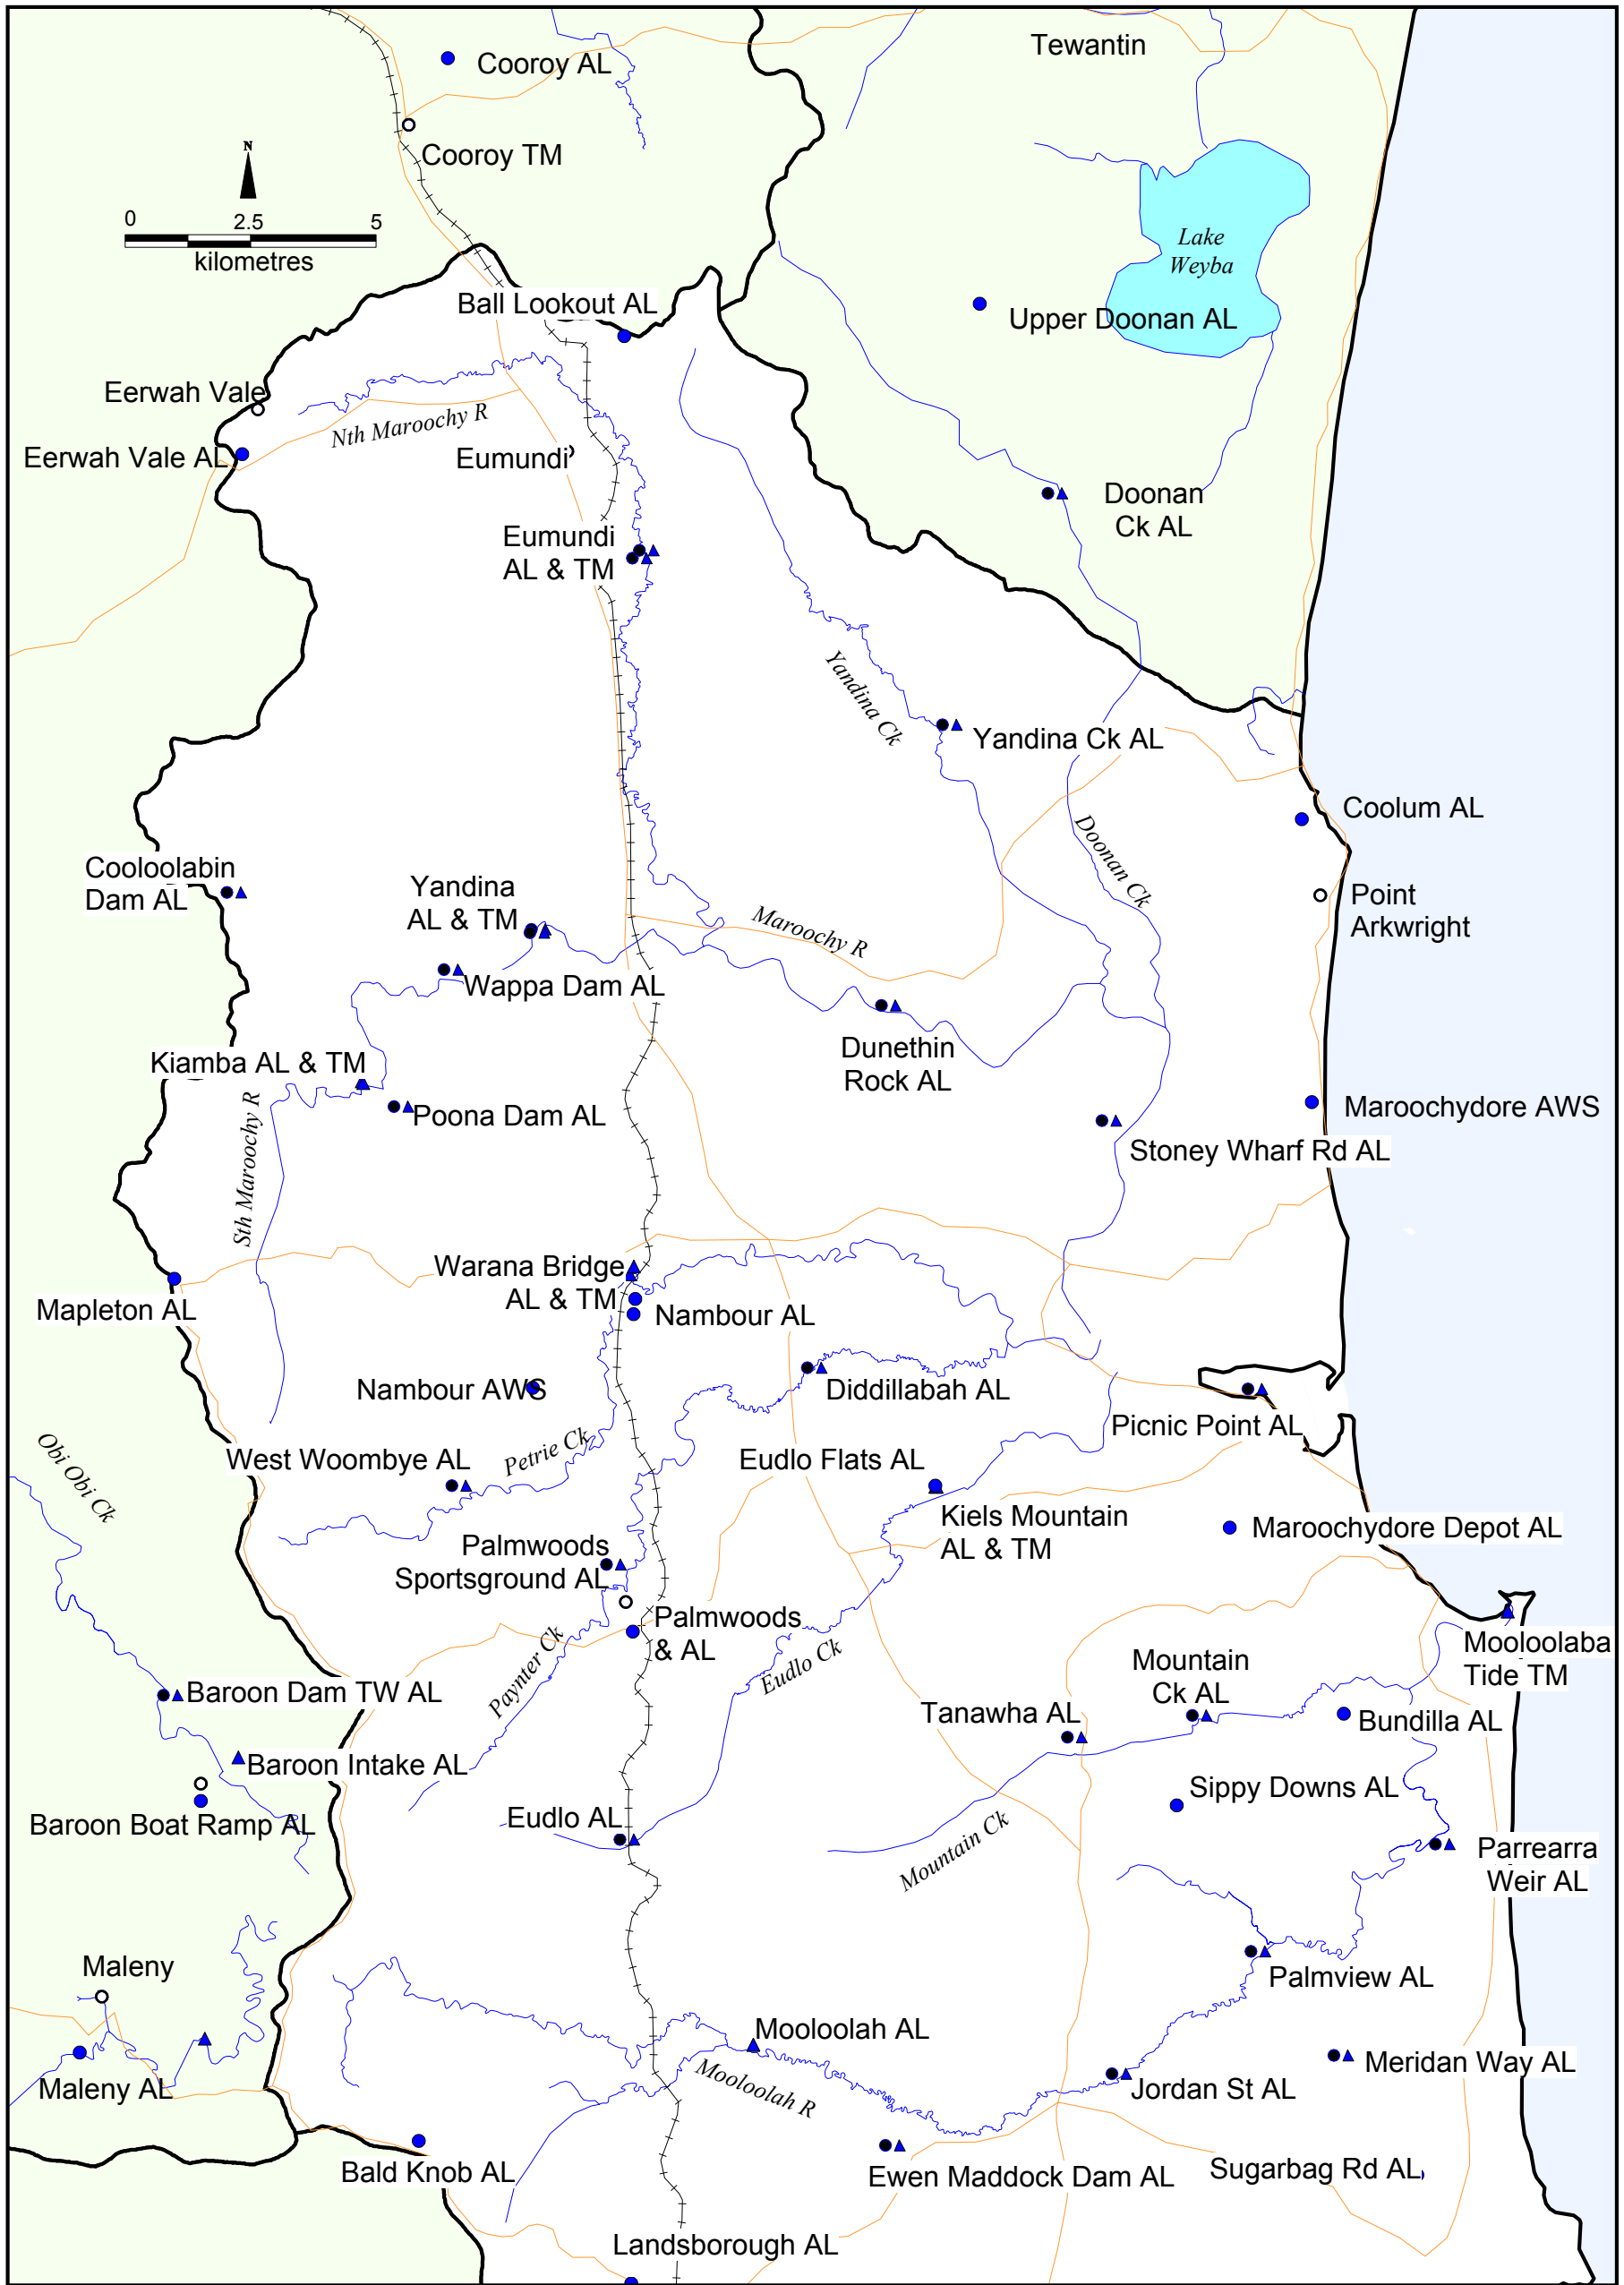 Tewantin
Cooroy AL
Cooroy TM
N
0 2.5 5
kilometres
Lake
Weyba
Ball Lookout AL
Upper Doonan AL
Eerwah Vale
Nth Maroochy R
Eerwah Vale AL
Eumundi
Doonan
Ck AL
Eumundi
AL & TM
Yandina Ck
Yandina Ck AL
Coolum AL
Doonan Ck
Cooloolabin
Dam AL
Yandina
AL & TM
Point
Arkwright
Maroochy R
Wappa Dam AL
Dunethin
Rock AL
Kiamba AL & TM
Poona Dam AL
Maroochydore AWS
Stoney Wharf Rd AL
Sth Maroochy R
Warana Bridge
AL & TM
Mapleton AL
Nambour AL
Nambour AWS
Diddillabah AL
Picnic Point AL
Obi Obi Ck
West Woombye AL
Petrie Ck
Eudlo Flats AL
Kiels Mountain
AL & TM
Maroochydore Depot AL
Palmwoods
Sportsground AL
Palmwoods
& AL
Paynter Ck
Eudlo Ck
Mooloolaba
Tide TM
Mountain
Ck AL
Baroon Dam TW AL
Tanawha AL
Bundilla AL
Baroon Intake AL
Sippy Downs AL
Baroon Boat Ramp AL
Eudlo AL
Mountain Ck
Parrearra
Weir AL
Maleny
Palmview AL
Mooloolah AL
Maleny AL
Mooloolah R
Jordan St AL
Meridan Way AL
Bald Knob AL
Ewen Maddock Dam AL
Sugarbag Rd AL
Landsborough AL